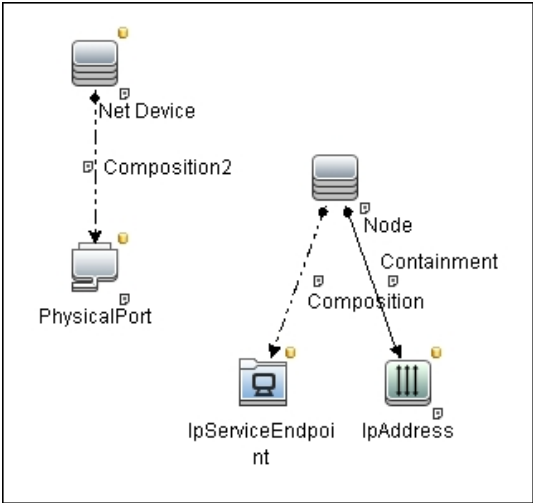 Net Device
Composition2
PhysicalPort
Node
Containment
Composition
IpServiceEndpoi
nt
IpAddress